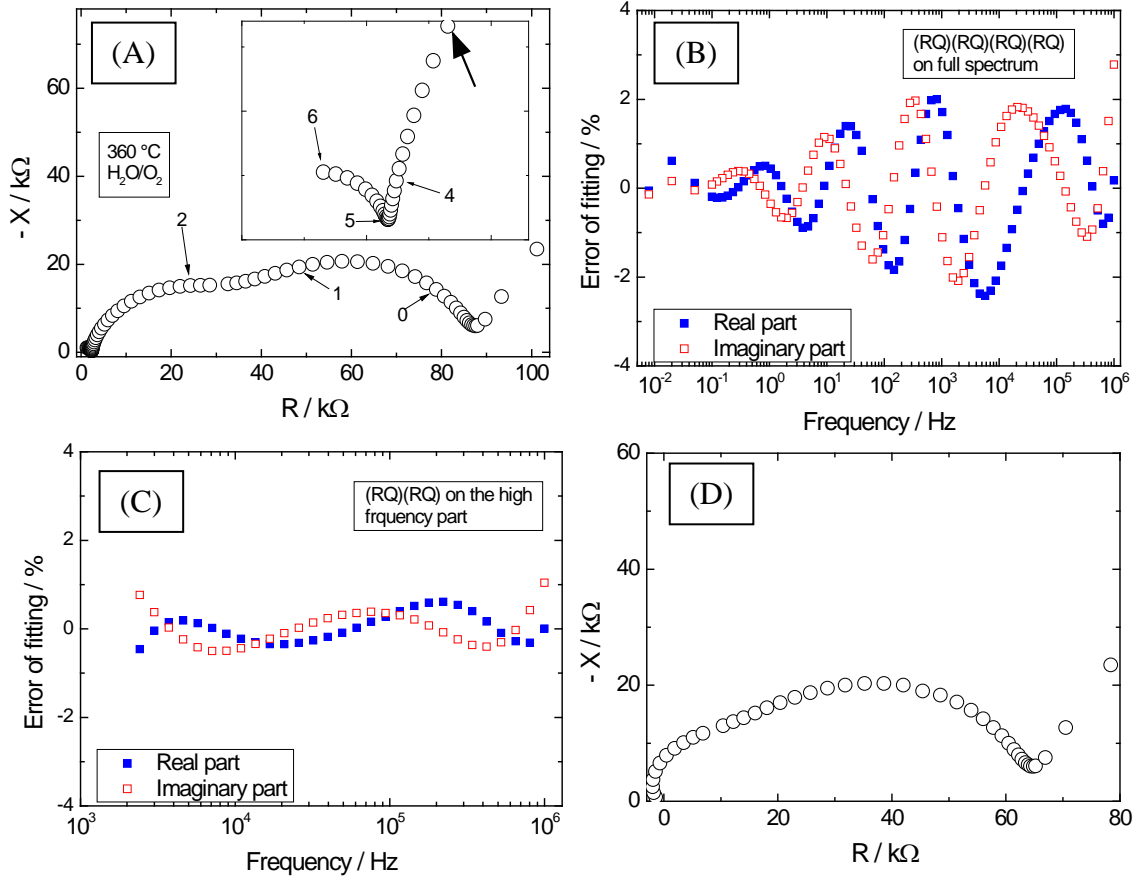 (A)
360 °C
H2O/O2
- X / kΩ
60
40
20
0
0
20
40
60
80
100
R / kΩ
2
1
0
6
5
4
(B)
(RQ)(RQ)(RQ)(RQ)
on full spectrum
Error of fitting / %
4
2
0
-2
-4
Real part
Imaginary part
10-2
10-1
100
101
102
103
104
105
106
Frequency / Hz
(C)
(RQ)(RQ) on the high
frquency part
Error of fitting / %
4
2
0
-2
-4
Real part
Imaginary part
103
104
105
106
Frequency / Hz
(D)
- X / kΩ
60
40
20
0
0
20
40
60
80
R / kΩ